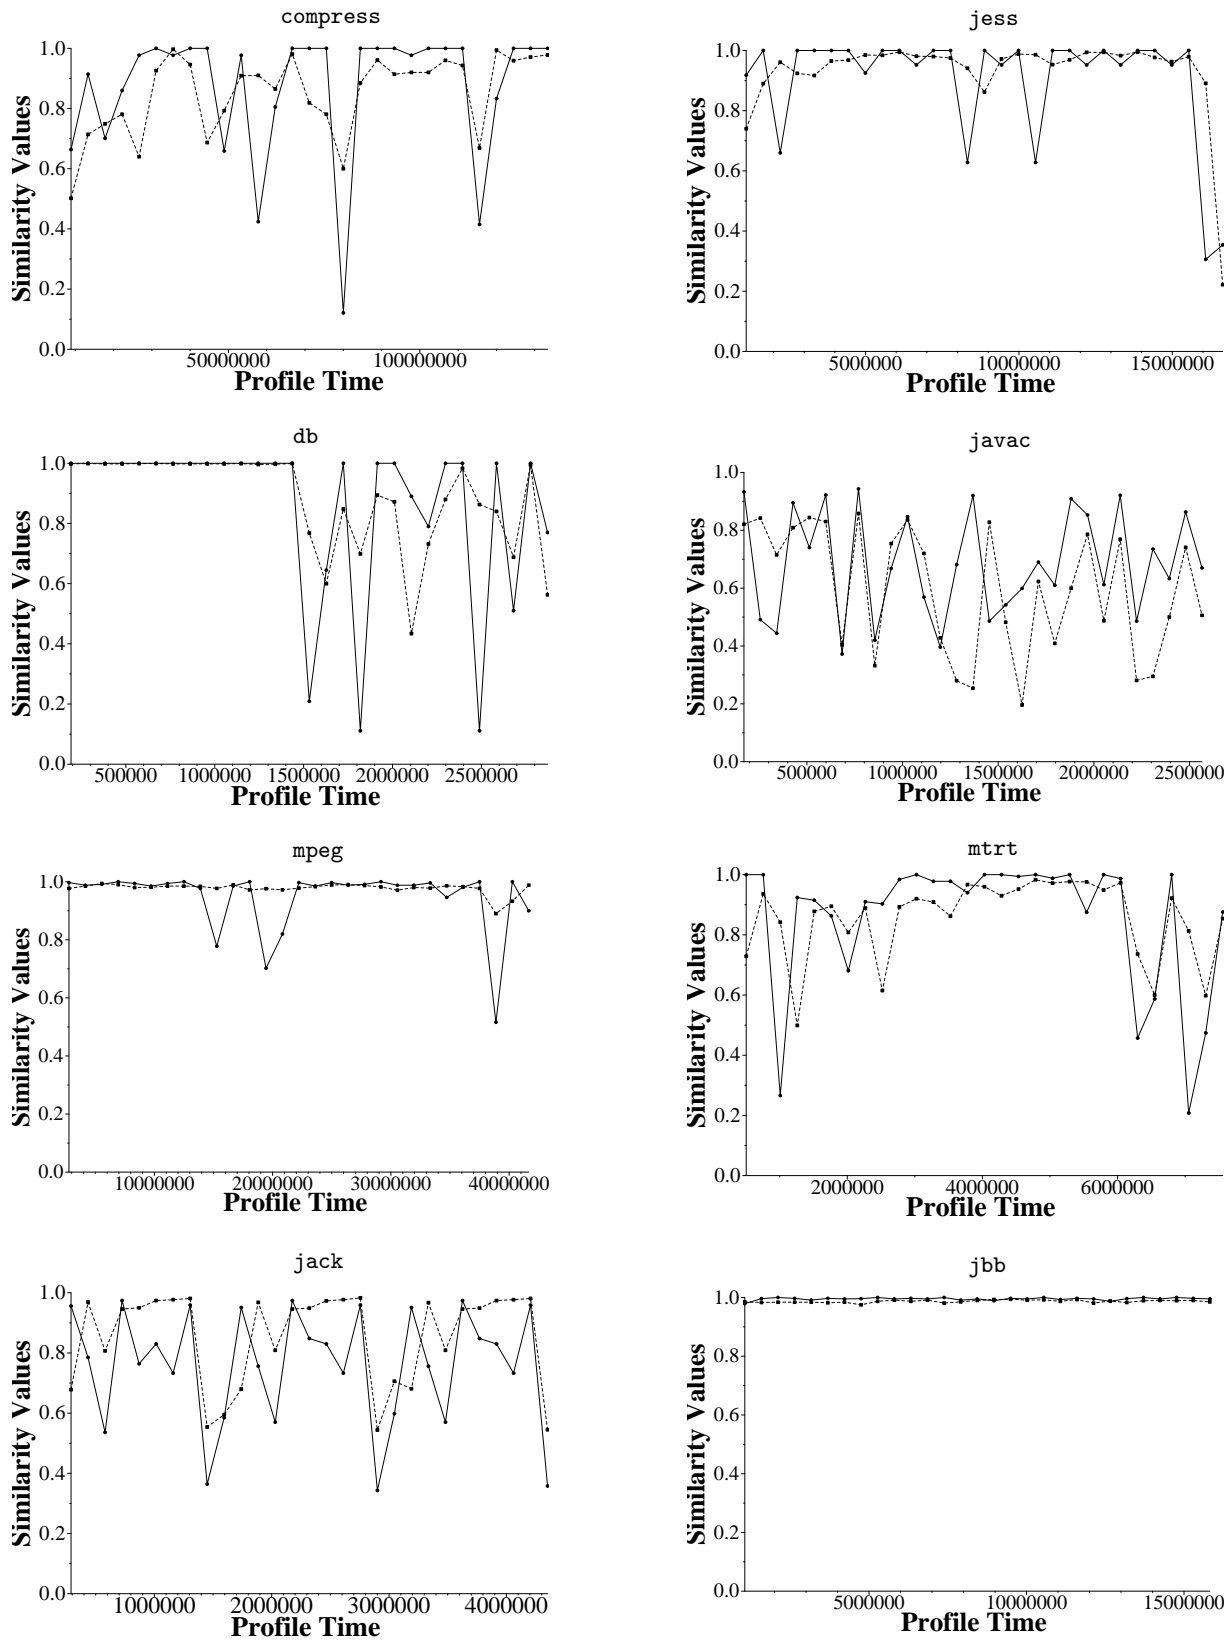 compress
Similarity Values
1.0
0.8
0.6
0.4
0.2
0.0
50000000 100000000
Profile Time
jess
Similarity Values
1.0
0.8
0.6
0.4
0.2
0.0
5000000 10000000 15000000
Profile Time
db
Similarity Values
1.0
0.8
0.6
0.4
0.2
0.0
500000 1000000 1500000 2000000 2500000
Profile Time
javac
Similarity Values
1.0
0.8
0.6
0.4
0.2
0.0
500000 1000000 1500000 2000000 2500000
Profile Time
mpeg
Similarity Values
1.0
0.8
0.6
0.4
0.2
0.0
10000000 20000000 30000000 40000000
Profile Time
mtrt
Similarity Values
1.0
0.8
0.6
0.4
0.2
0.0
2000000 4000000 6000000
Profile Time
jack
Similarity Values
1.0
0.8
0.6
0.4
0.2
0.0
1000000 2000000 3000000 4000000
Profile Time
jbb
Similarity Values
1.0
0.8
0.6
0.4
0.2
0.0
5000000 10000000 15000000
Profile Time